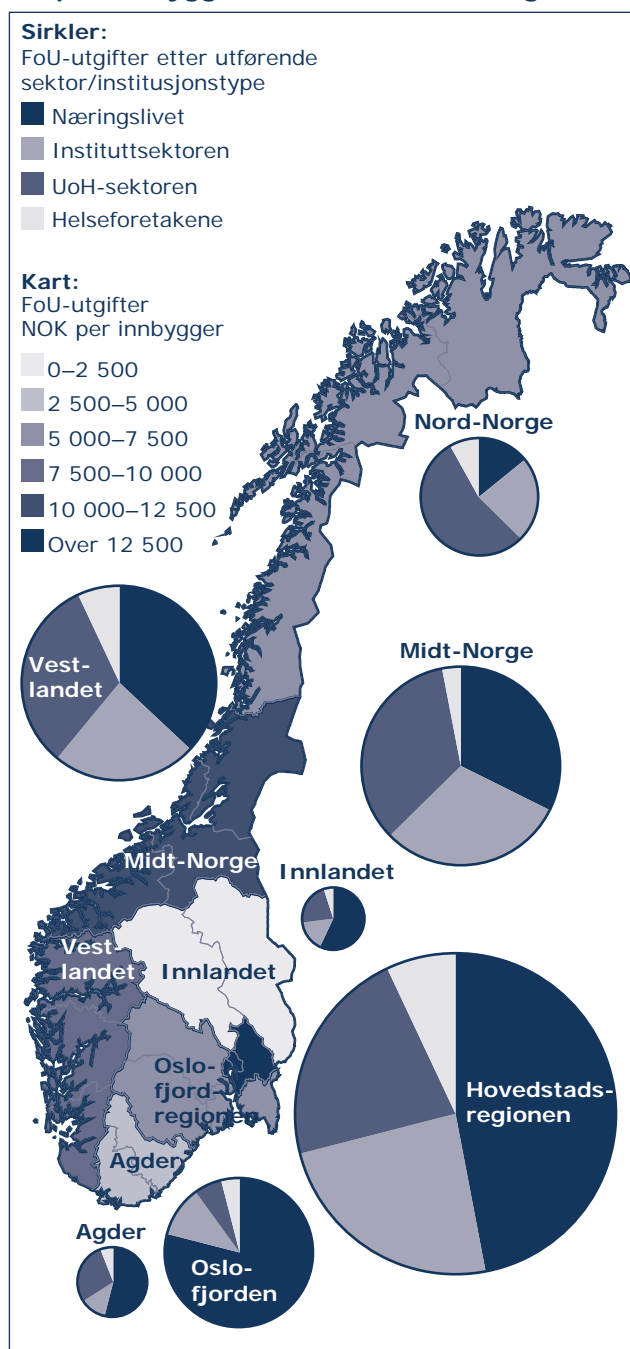 Sirkler:
FoU-utgifter etter utførende
sektor/institusjonstype
Næringslivet
Instituttsektoren
UoH-sektoren
Helseforetakene
Kart:
FoU-utgifter
NOK per innbygger
0–2 500
2 500–5 000
5 000–7 500
7 500–10 000
10 000–12 500
Over 12 500
Nord-Norge
Vest-
landet
Midt-Norge
Midt-Norge
Innlandet
Vest-
landet
Innlandet
Oslo-
fjord-
regionen
Hovedstads-
regionen
Agder
Agder
Oslo-
fjorden